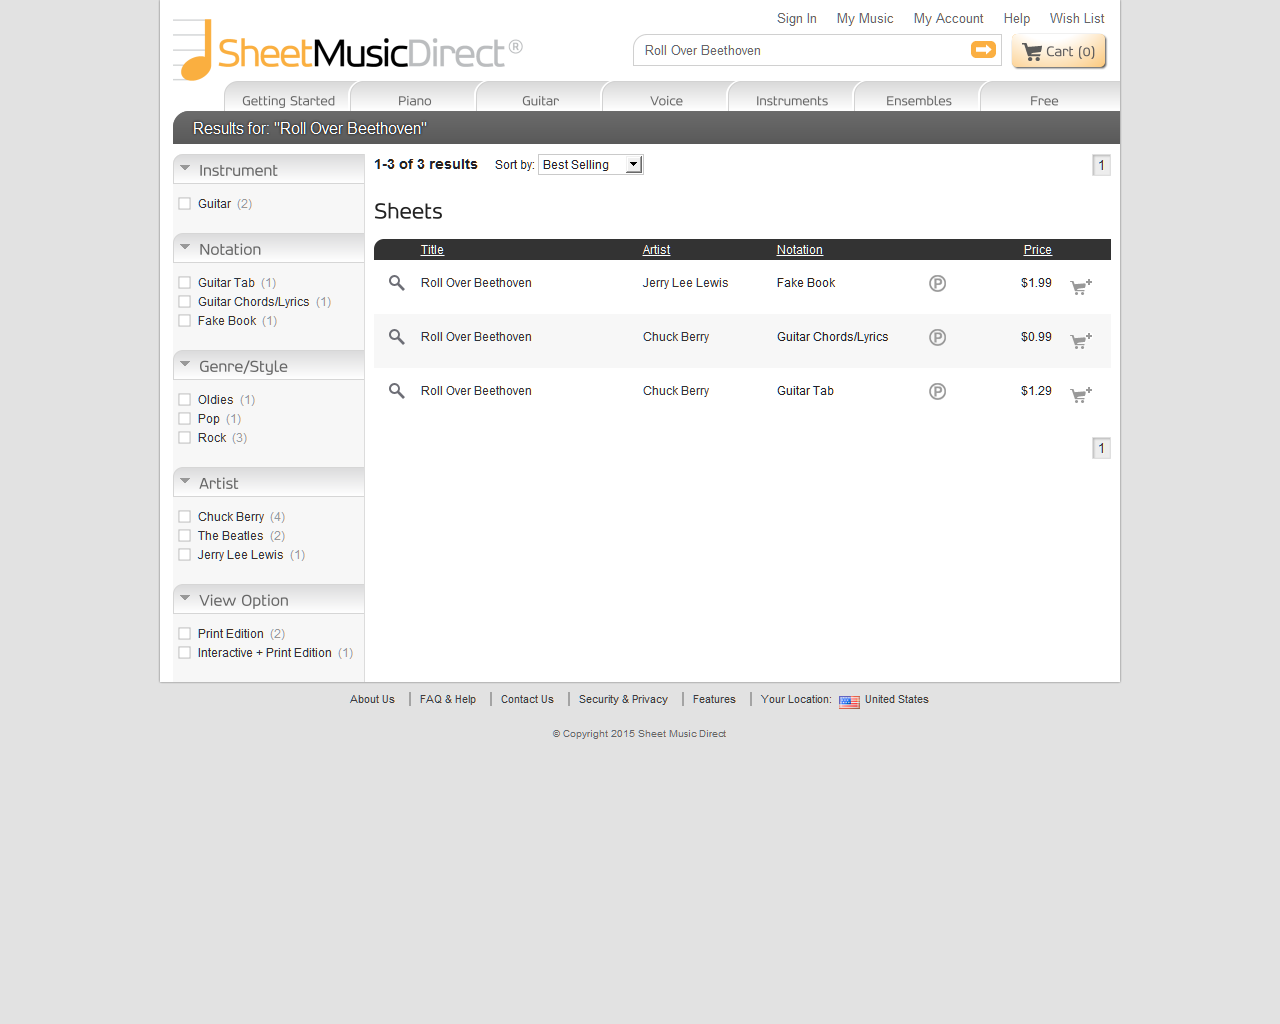 Sign In My Music My Account Help Wish List
SheetMusicDirect®
Roll Over Beethoven
Cart (0)
Getting Started Piano Guitar Voice Instruments Ensembles Free
Results for: "Roll Over Beethoven"
Instrument
Guitar (2)
Notation
Guitar Tab (1)
Guitar Chords/Lyrics (1)
Fake Book (1)
Genre/Style
Oldies (1)
Pop (1)
Rock (3)
Artist
Chuck Berry (4)
The Beatles (2)
Jerry Lee Lewis (1)
View Option
Print Edition (2)
Interactive + Print Edition (1)
1-3 of 3 results Sort by: Best Selling 1
Sheets
Title Artist Notation Price
Roll Over Beethoven Jerry Lee Lewis Fake Book P $1.99
Roll Over Beethoven Chuck Berry Guitar Chords/Lyrics P $0.99
Roll Over Beethoven Chuck Berry Guitar Tab P $1.29
1
About Us FAQ & Help Contact Us Security & Privacy Features Your Location: United States
© Copyright 2015 Sheet Music Direct